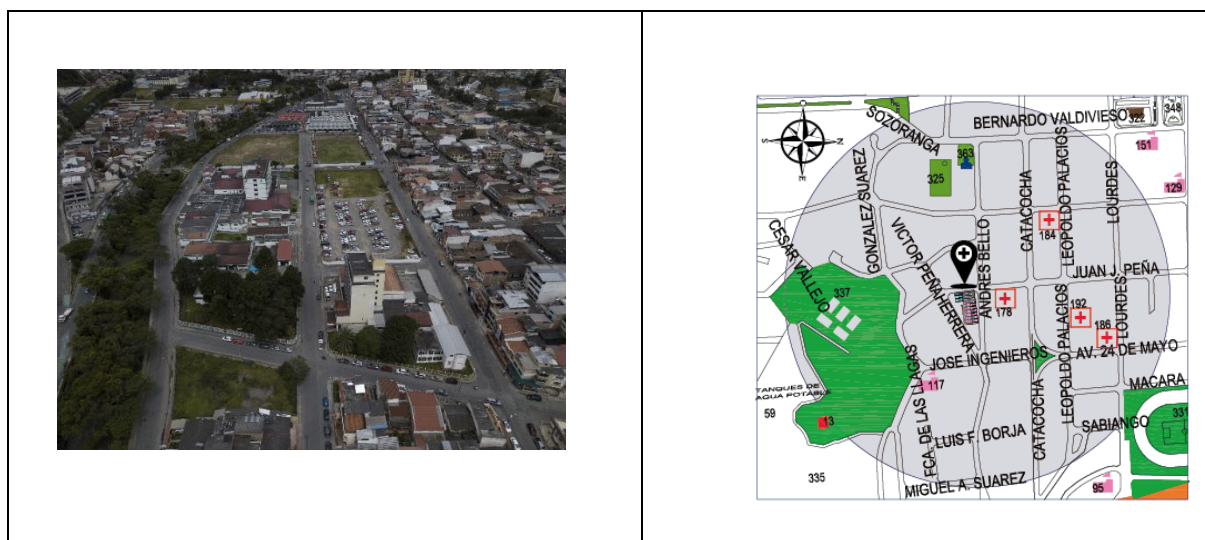 SOZORANGA
BERNARDO VALDIVIESO
322
348
151
129
363
325
GONZALEZ SUAREZ
CATACOCHA
LEOPOLDO PALACIOS
LOURDES
184
CESAR VALLEJO
VICTOR PEÑAHERRERA
ANDRES BELLO
JUAN J. PEÑA
337
178
192
186
LEOPOLDO PALACIOS
LOURDES
JOSE INGENIEROS
AV. 24 DE MAYO
TANQUES DE
AGUA POTABLE
117
MACARA
59
13
FCA. DE LAS LLAGAS
CATACOCHA
331
SABIANGO
LUIS F. BORJA
335
MIGUEL A. SUAREZ
95